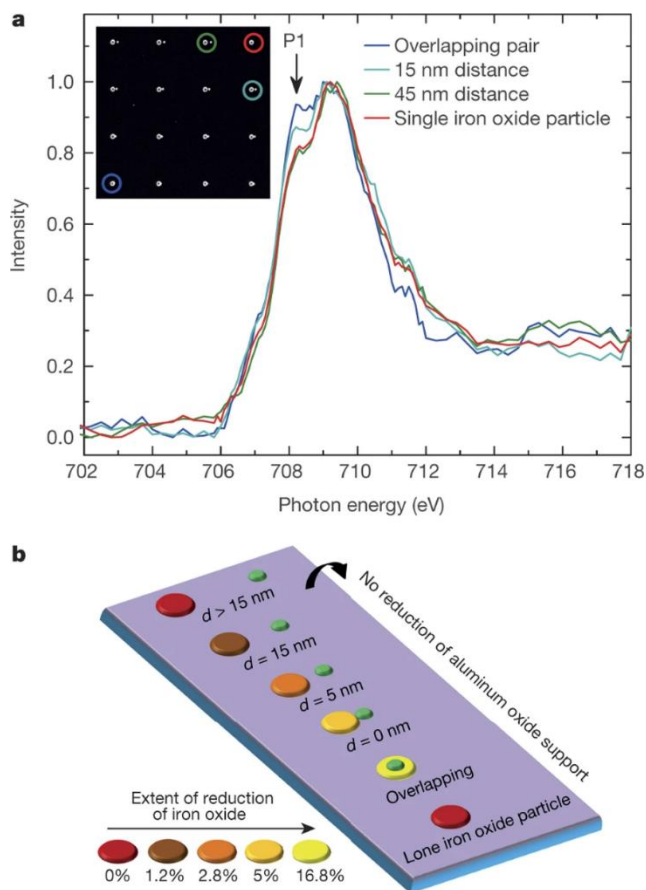 a
P1
Overlapping pair
15 nm distance
45 nm distance
Single iron oxide particle
1.0
0.8
0.6
0.4
0.2
0.0
Intensity
702 704 706 708 710 712 714 716 718
Photon energy (eV)
b
d > 15 nm
d = 15 nm
d = 5 nm
d = 0 nm
Overlapping
Lone iron oxide particle
No reduction of aluminum oxide support
Extent of reduction
of iron oxide
0% 1.2% 2.8% 5% 16.8%